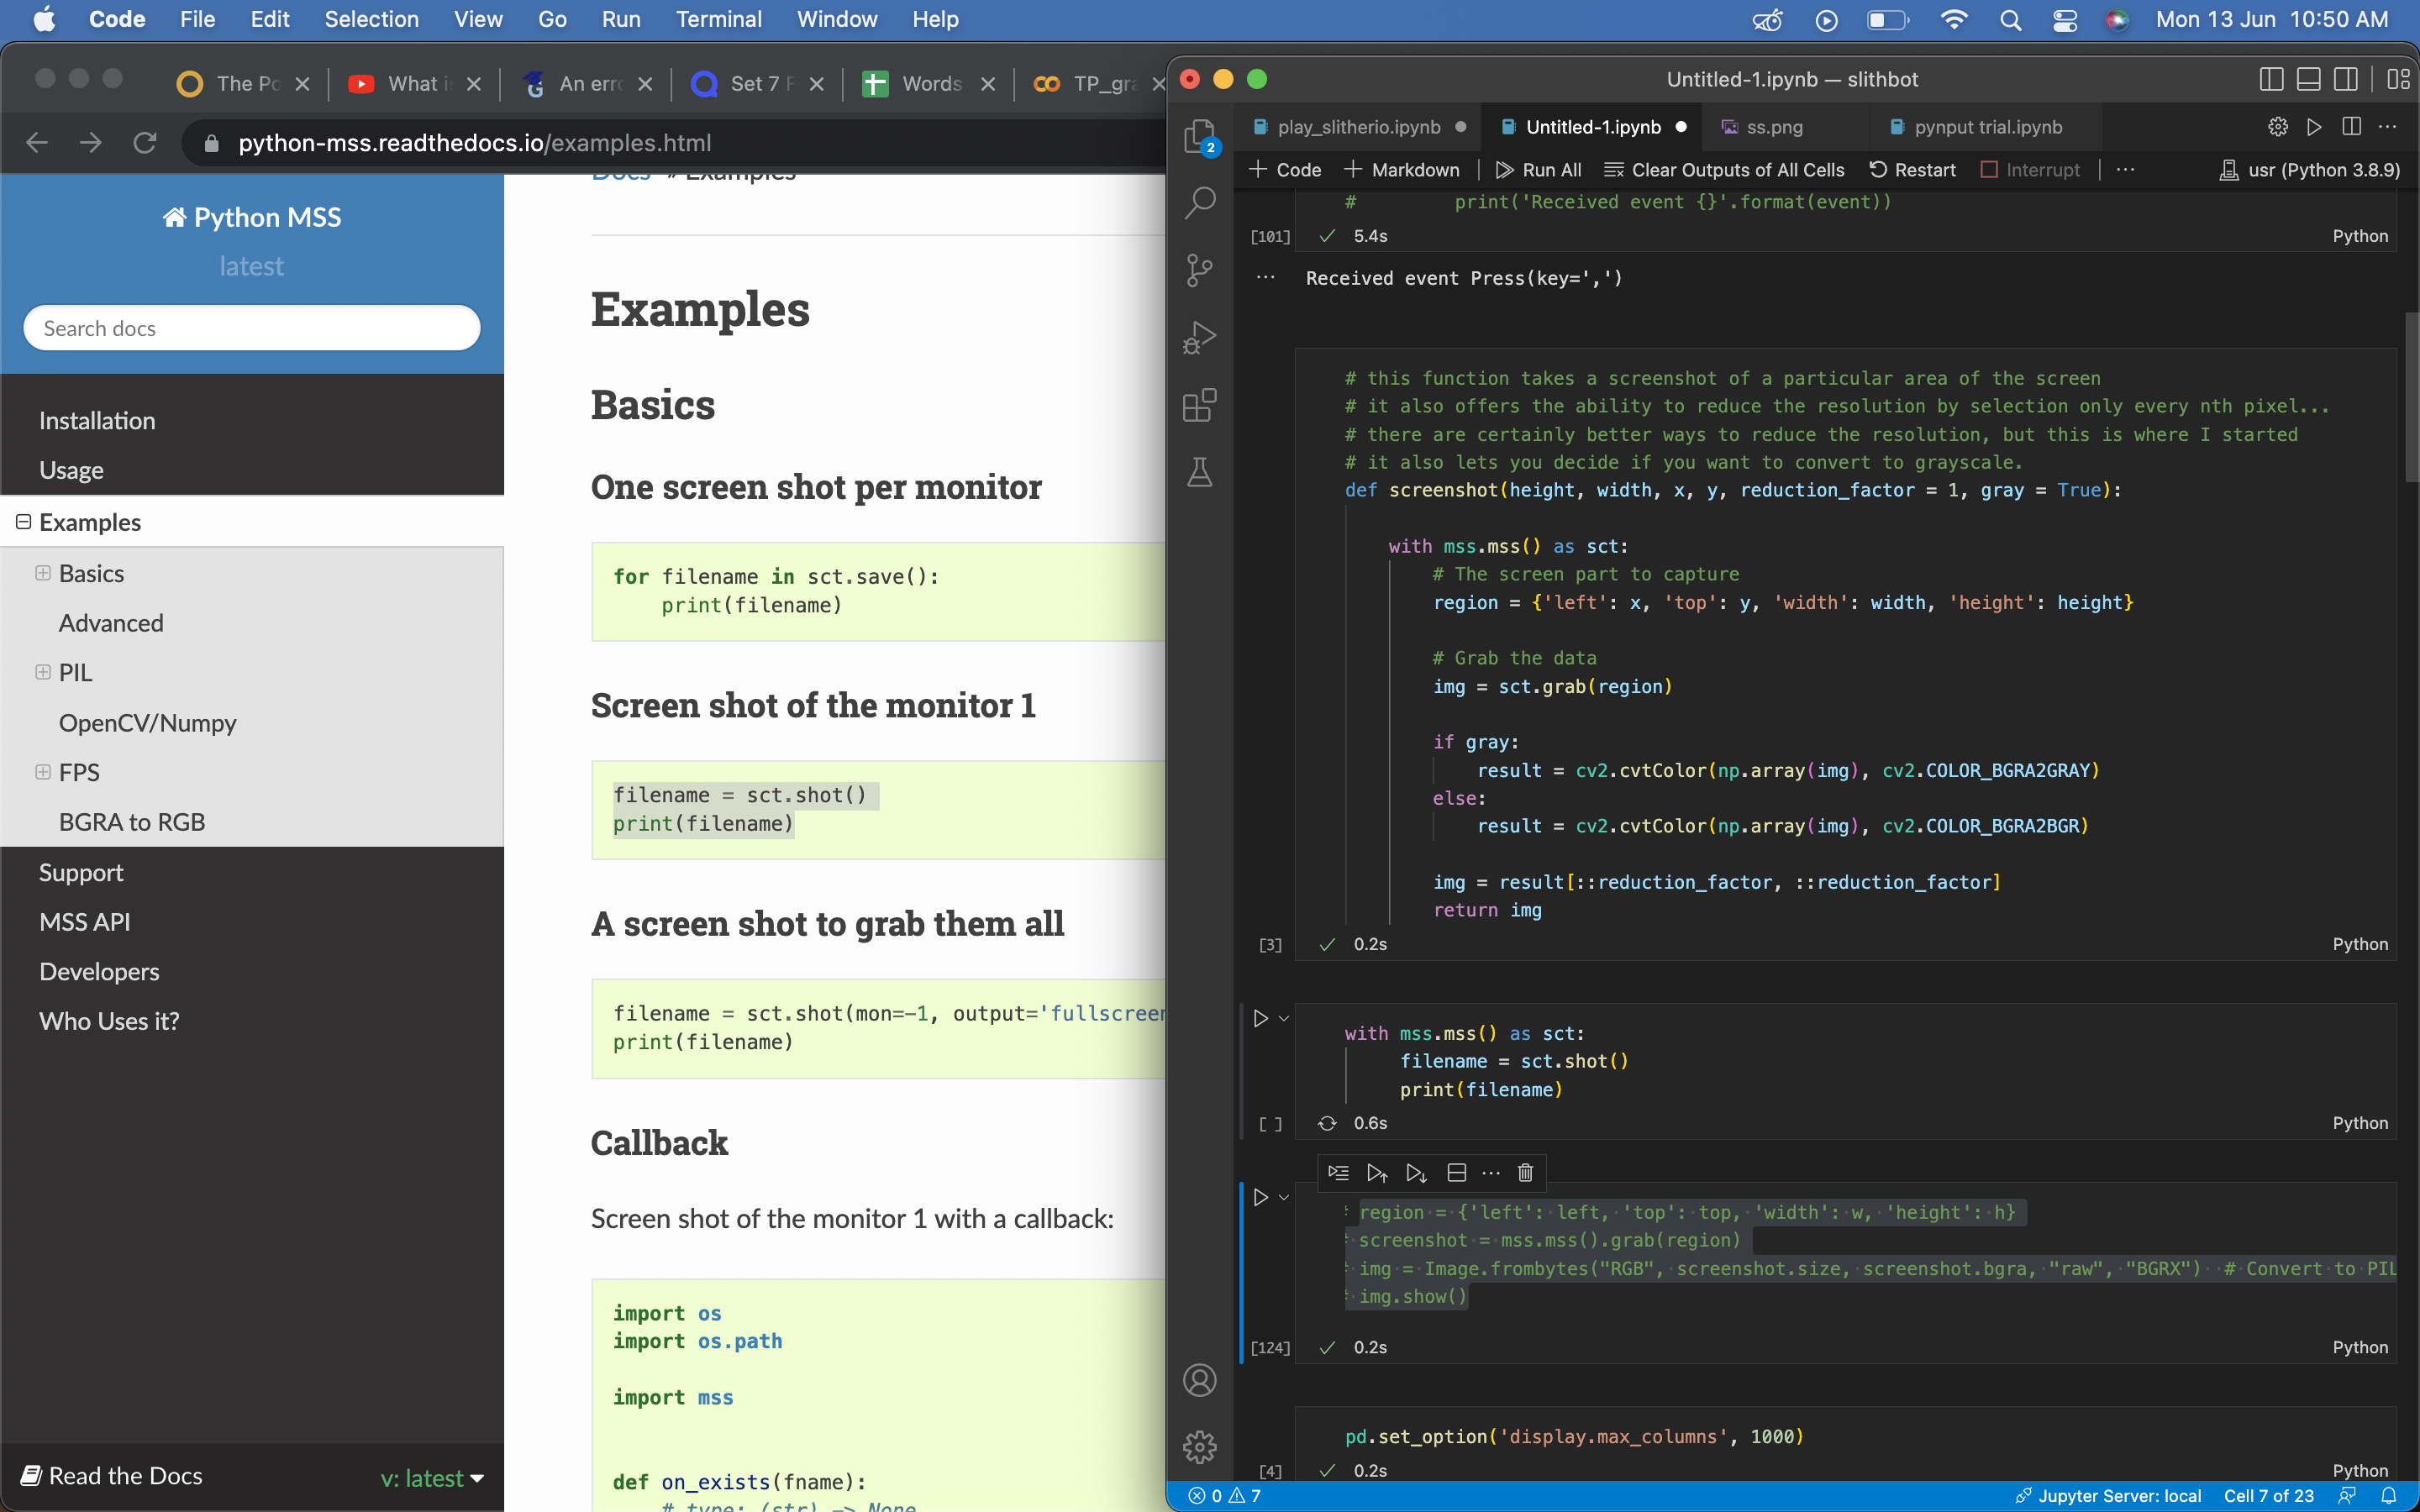 Code File Edit Selection View Go Run Terminal Window Help Mon 13 Jun 10:50 AM
The Po What i An erro Set 7 F Words TP_gra
python-mss.readthedocs.io/examples.html
Docs » Examples
Python MSS
latest
Search docs
Installation
Usage
Examples
Basics
Advanced
PIL
OpenCV/Numpy
FPS
BGRA to RGB
Support
MSS API
Developers
Who Uses it?
Read the Docs v: latest
Examples
Basics
One screen shot per monitor
for filename in sct.save():
print(filename)
Screen shot of the monitor 1
filename = sct.shot()
print(filename)
A screen shot to grab them all
filename = sct.shot(mon=-1, output='fullscreen
print(filename)
Callback
Screen shot of the monitor 1 with a callback:
import os
import os.path
import mss
def on_exists(fname):
# type: (str) -> None
Untitled-1.ipynb — slithbot
play_slitherio.ipynb Untitled-1.ipynb ss.png pynput trial.ipynb
2
Code Markdown Run All Clear Outputs of All Cells Restart Interrupt usr (Python 3.8.9)
# print('Received event {}'.format(event))
[101] 5.4s Python
Received event Press(key=',')
# this function takes a screenshot of a particular area of the screen
# it also offers the ability to reduce the resolution by selection only every nth pixel...
# there are certainly better ways to reduce the resolution, but this is where I started
# it also lets you decide if you want to convert to grayscale.
def screenshot(height, width, x, y, reduction_factor = 1, gray = True):
with mss.mss() as sct:
# The screen part to capture
region = {'left': x, 'top': y, 'width': width, 'height': height}
# Grab the data
img = sct.grab(region)
if gray:
result = cv2.cvtColor(np.array(img), cv2.COLOR_BGRA2GRAY)
else:
result = cv2.cvtColor(np.array(img), cv2.COLOR_BGRA2BGR)
img = result[::reduction_factor, ::reduction_factor]
return img
[3] 0.2s Python
with mss.mss() as sct:
filename = sct.shot()
print(filename)
[ ] 0.6s Python
region = {'left': left, 'top': top, 'width': w, 'height': h}
screenshot = mss.mss().grab(region)
img = Image.frombytes("RGB", screenshot.size, screenshot.bgra, "raw", "BGRX") # Convert to PIL
img.show()
[124] 0.2s Python
pd.set_option('display.max_columns', 1000)
[4] 0.2s Python
0 7 Jupyter Server: local Cell 7 of 23